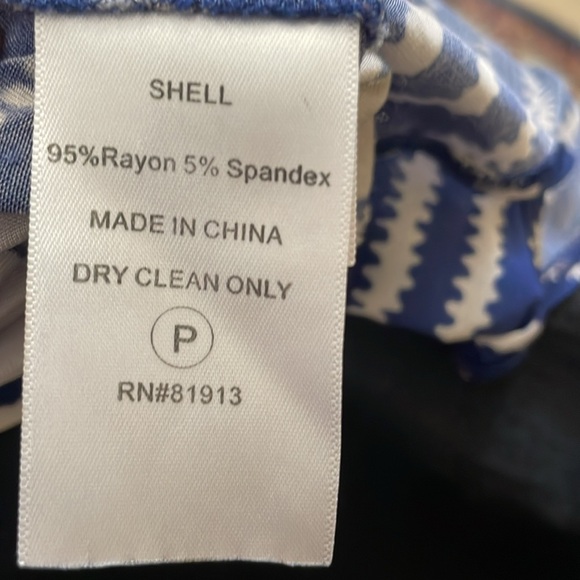 SHELL
95%Rayon 5% Spandex
MADE IN CHINA
DRY CLEAN ONLY
P
RN#81913